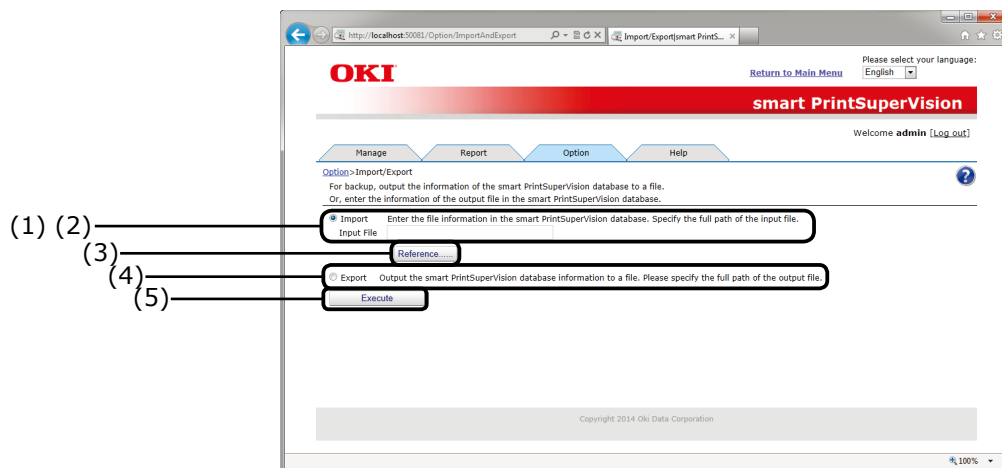 http://localhost:50081/Option/ImportAndExport
Import/Export|smart PrintS...
Please select your language:
OKI
Return to Main Menu
English
smart PrintSuperVision
Welcome admin [Log out]
Manage
Report
Option
Help
Option>Import/Export
For backup, output the information of the smart PrintSuperVision database to a file.
Or, enter the information of the output file in the smart PrintSuperVision database.
(1) (2)
Import Enter the file information in the smart PrintSuperVision database. Specify the full path of the input file.
Input File
(3)
Reference......
(4)
Export Output the smart PrintSuperVision database information to a file. Please specify the full path of the output file.
(5)
Execute
Copyright 2014 Oki Data Corporation
100%